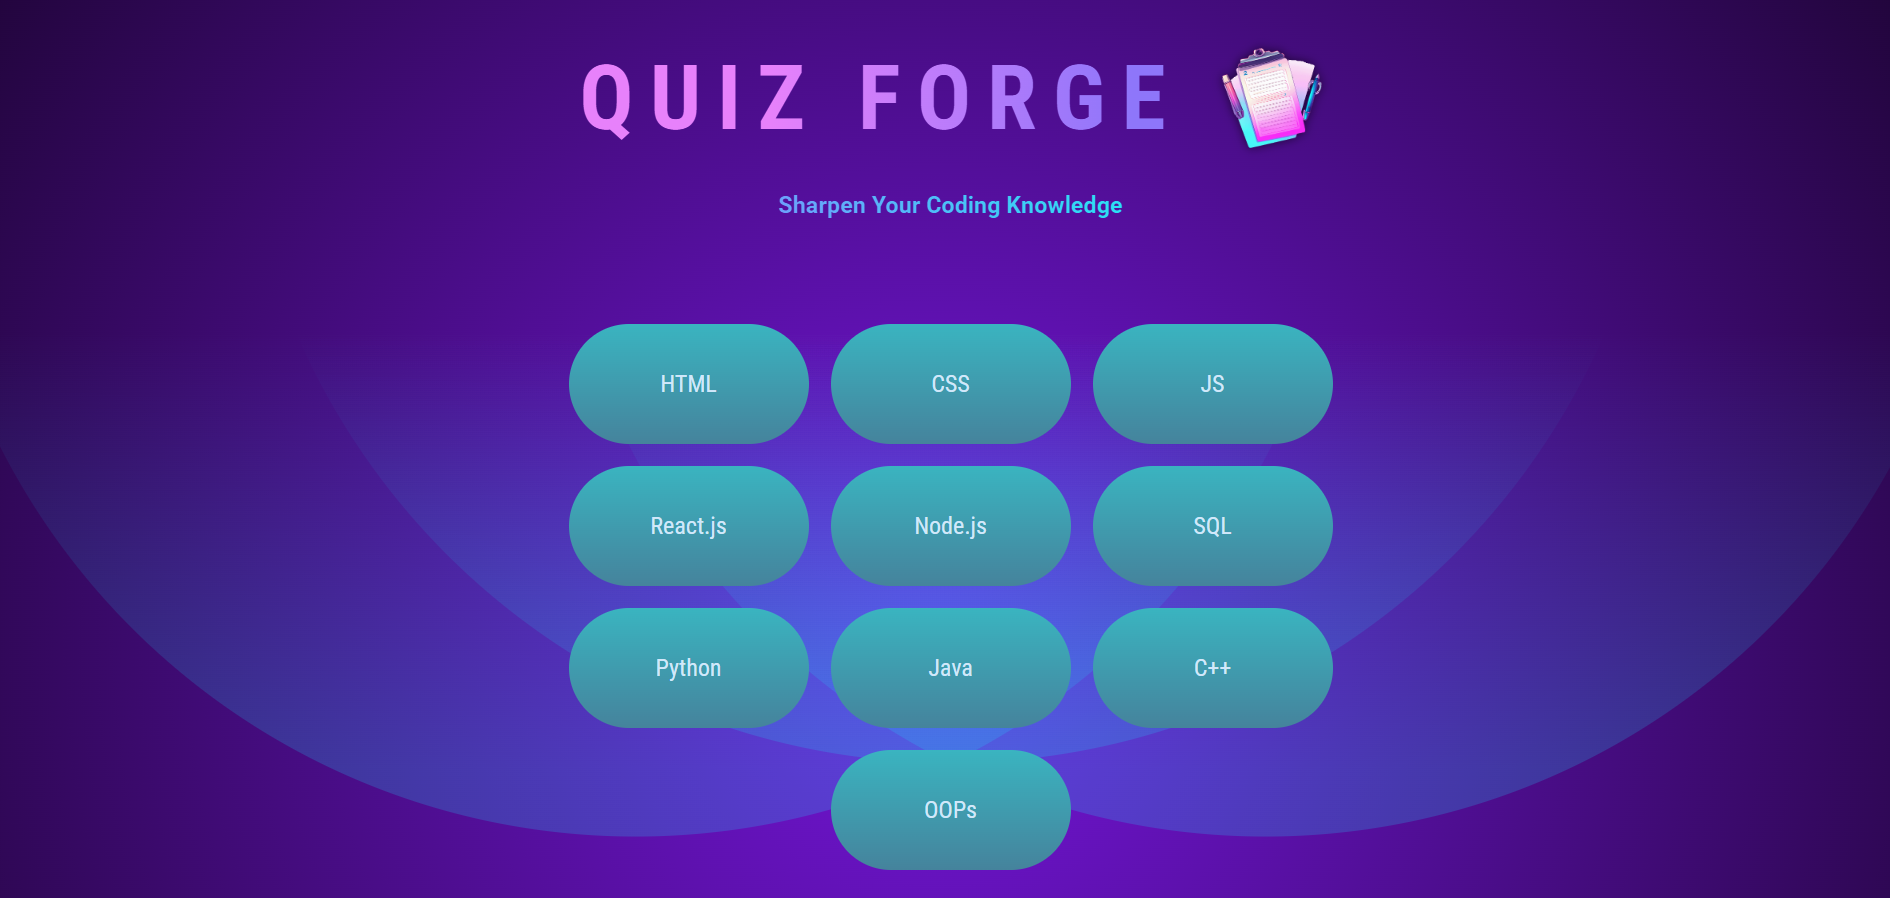 QUIZ FORGE
Sharpen Your Coding Knowledge
HTML CSS JS
React.js Node.js SQL
Python Java C++
OOPs